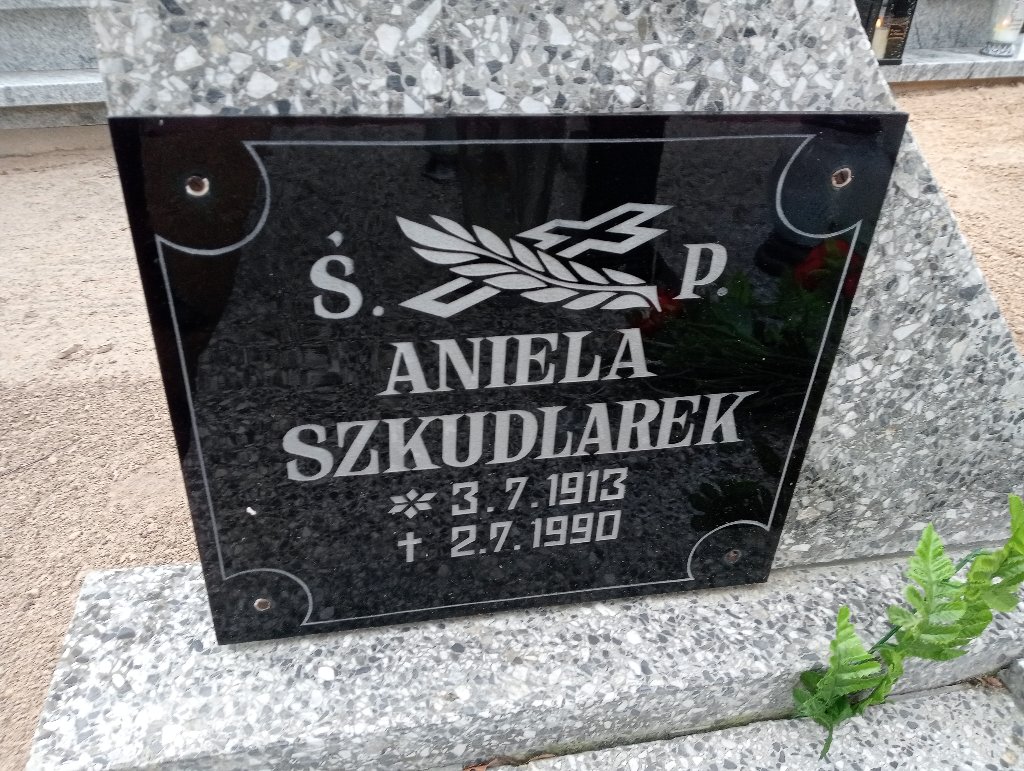 Ś. P.
ANIELA
SZKUDLAREK
* 3.7.1913
† 2.7.1990